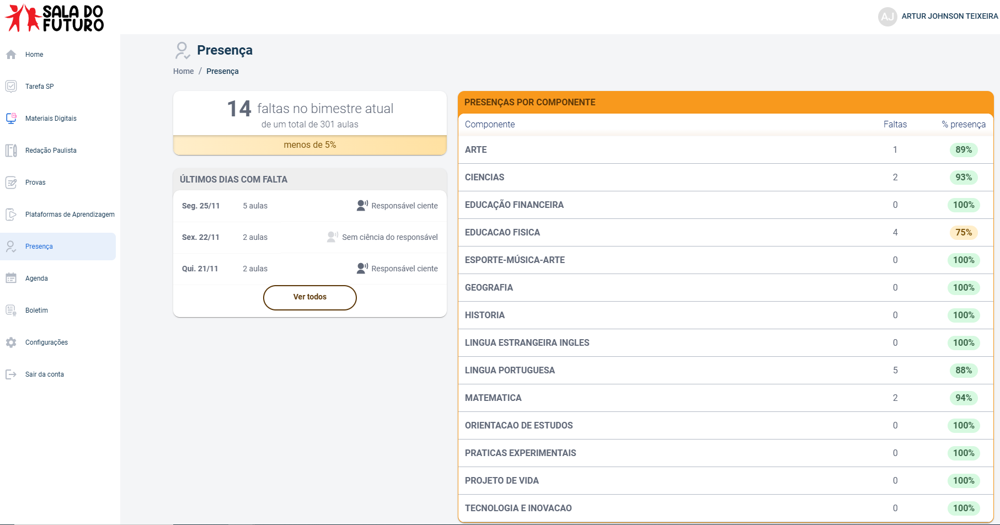 SALA DO
FUTURO
AJ ARTUR JOHNSON TEIXEIRA
Home
Tarefa SP
Materiais Digitais
Redação Paulista
Provas
Plataformas de Aprendizagem
Presença
Agenda
Boletim
Configurações
Sair da conta
Presença
Home / Presença
14 faltas no bimestre atual
de um total de 301 aulas
menos de 5%
ÚLTIMOS DIAS COM FALTA
Seg. 25/11 5 aulas Responsável ciente
Sex. 22/11 2 aulas Sem ciência do responsável
Qui. 21/11 2 aulas Responsável ciente
Ver todos
PRESENÇAS POR COMPONENTE
Componente Faltas % presença
ARTE 1 89%
CIENCIAS 2 93%
EDUCAÇÃO FINANCEIRA 0 100%
EDUCACAO FISICA 4 75%
ESPORTE-MÚSICA-ARTE 0 100%
GEOGRAFIA 0 100%
HISTORIA 0 100%
LINGUA ESTRANGEIRA INGLES 0 100%
LINGUA PORTUGUESA 5 88%
MATEMATICA 2 94%
ORIENTACAO DE ESTUDOS 0 100%
PRATICAS EXPERIMENTAIS 0 100%
PROJETO DE VIDA 0 100%
TECNOLOGIA E INOVACAO 0 100%